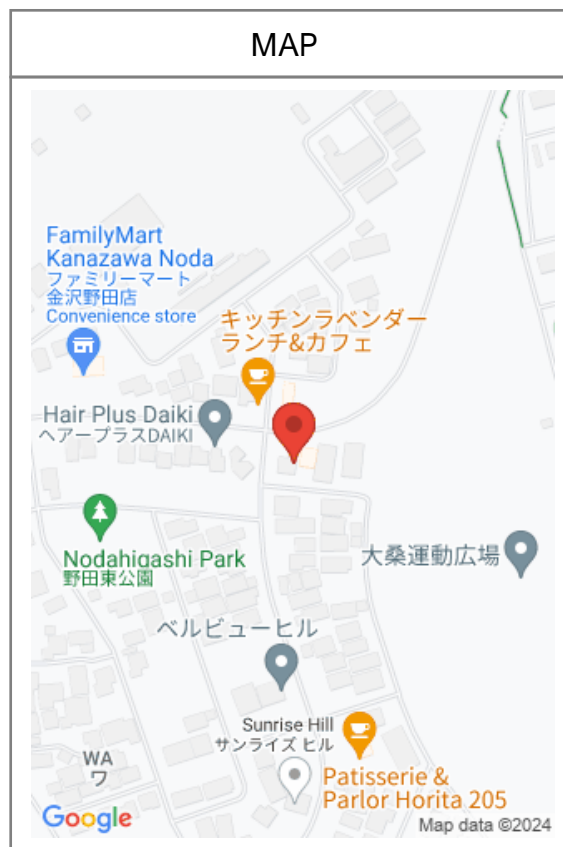 MAP
FamilyMart
Kanazawa Noda
ファミリーマート
金沢野田店
Convenience store
キッチンラベンダー
ランチ&カフェ
Hair Plus Daiki
ヘアープラスDAIKI
Nodahigashi Park
野田東公園
大桑運動広場
ベルビューヒル
Sunrise Hill
サンライズ ヒル
WA
ワ
Patisserie &
Parlor Horita 205
Google
Map data ©2024